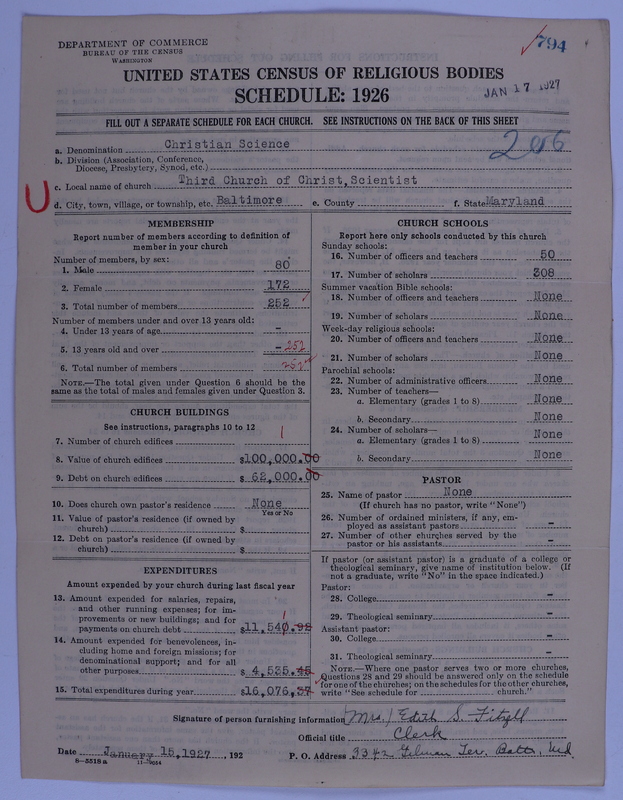 DEPARTMENT OF COMMERCE
BUREAU OF THE CENSUS
WASHINGTON
794
UNITED STATES CENSUS OF RELIGIOUS BODIES
SCHEDULE: 1926
JAN 17 1927
FILL OUT A SEPARATE SCHEDULE FOR EACH CHURCH. SEE INSTRUCTIONS ON THE BACK OF THIS SHEET
206
a. Denomination Christian Science
b. Division (Association, Conference,
Diocese, Presbytery, Synod, etc.)
c. Local name of church Third Church of Christ,Scientist
U
d. City, town, village, or township, etc. Baltimore e. County f. State Maryland
MEMBERSHIP
Report number of members according to definition of
member in your church
Number of members, by sex:
1. Male 80
2. Female 172
3. Total number of members 252
Number of members under and over 13 years old:
4. Under 13 years of age -
5. 13 years old and over - 252
6. Total number of members 252
NOTE.—The total given under Question 6 should be the
same as the total of males and females given under Question 3.
CHURCH BUILDINGS
See instructions, paragraphs 10 to 12
7. Number of church edifices 1
8. Value of church edifices $100,000.00
9. Debt on church edifices $ 62,000.00
10. Does church own pastor's residence None
Yes or No
11. Value of pastor's residence (if owned by
church) $
12. Debt on pastor's residence (if owned by
church) $
EXPENDITURES
Amount expended by your church during last fiscal year
13. Amount expended for salaries, repairs,
and other running expenses; for im-
provements or new buildings; and for
payments on church debt $11,540.92
1
14. Amount expended for benevolences, in-
cluding home and foreign missions; for
denominational support; and for all
other purposes $ 4,535.45
15. Total expenditures during year $16,076.37
CHURCH SCHOOLS
Report here only schools conducted by this church
Sunday schools:
16. Number of officers and teachers 50
17. Number of scholars 308
Summer vacation Bible schools:
18. Number of officers and teachers None
19. Number of scholars None
Week-day religious schools:
20. Number of officers and teachers None
21. Number of scholars None
Parochial schools:
22. Number of administrative officers None
23. Number of teachers—
a. Elementary (grades 1 to 8) None
b. Secondary None
24. Number of scholars—
a. Elementary (grades 1 to 8) None
b. Secondary None
PASTOR
25. Name of pastor None
(If church has no pastor, write "None")
26. Number of ordained ministers, if any, em-
ployed as assistant pastors -
27. Number of other churches served by the
pastor or his assistants -
If pastor (or assistant pastor) is a graduate of a college or
theological seminary, give name of institution below. (If
not a graduate, write "No" in the space indicated.)
Pastor:
28. College -
29. Theological seminary -
Assistant pastor:
30. College -
31. Theological seminary -
NOTE.—Where one pastor serves two or more churches,
Questions 28 and 29 should be answered only on the schedule
for one of the churches; on the schedules for the other churches,
write "See schedule for church."
Signature of person furnishing information (Mrs.) Edith S. Fizzell
Official title Clerk
Date January 15,1927 , 192
P. O. Address 3342 Gilman Ter. Balto, Md.
8—5518a 11—9054